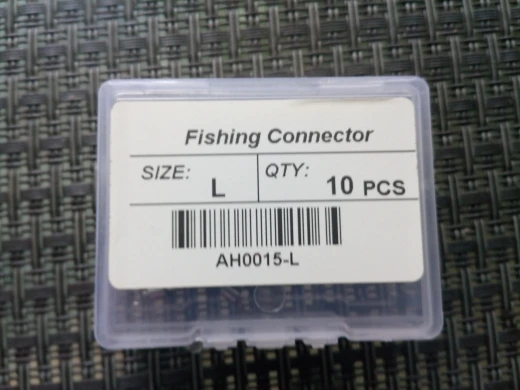 Fishing Connector
SIZE: L QTY: 10 PCS
AH0015-L